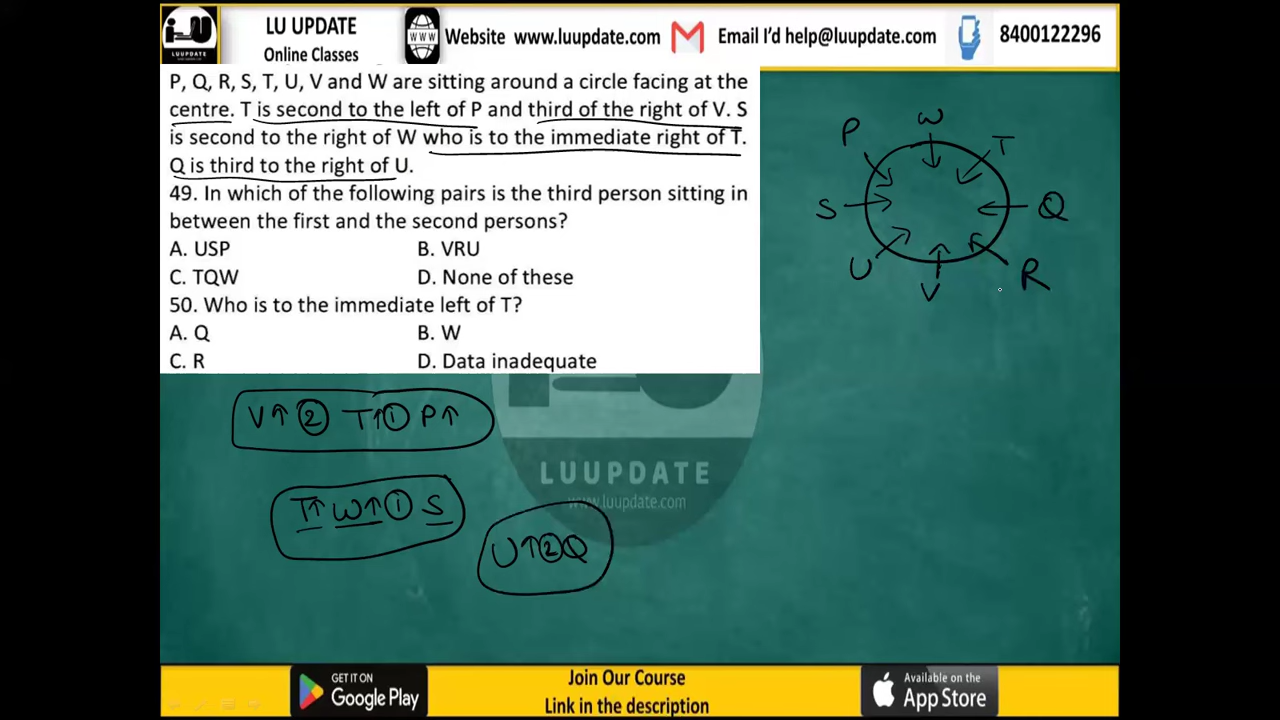 LU UPDATE
Online Classes
LUUPDATE
WWW
Website www.luupdate.com
Email I'd help@luupdate.com
8400122296
P, Q, R, S, T, U, V and W are sitting around a circle facing at the
centre. T is second to the left of P and third of the right of V. S
is second to the right of W who is to the immediate right of T.
Q is third to the right of U.
49. In which of the following pairs is the third person sitting in
between the first and the second persons?
A. USP
B. VRU
C. TQW
D. None of these
50. Who is to the immediate left of T?
A. Q
B. W
C. R
D. Data inadequate
W
P
T
S
Q
U
R
V
V↑ ② T↑ ① P↑
T↑ W↑ ① S
U↑ ② Q
LUUPDATE
www.luupdate.com
GET IT ON
Google Play
Join Our Course
Link in the description
Available on the
App Store